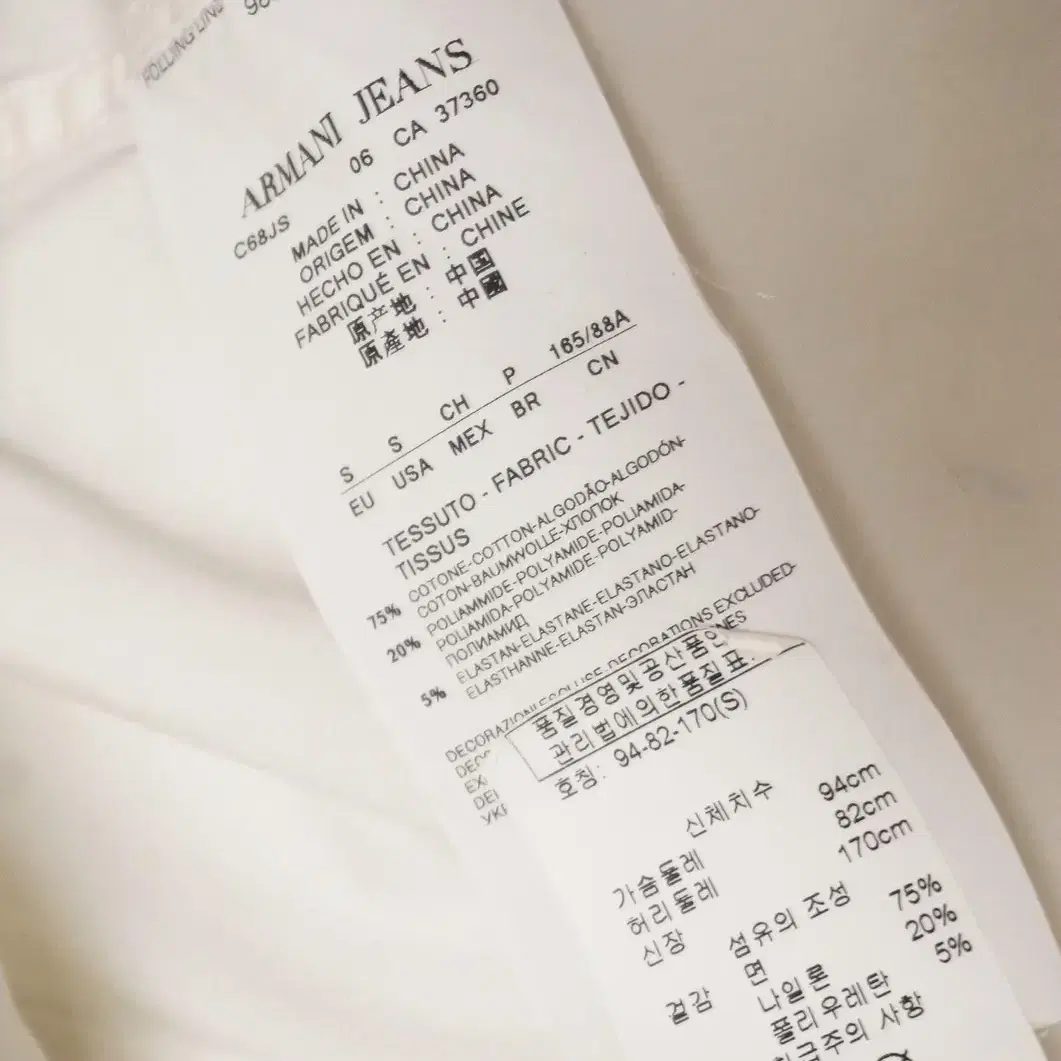 FOLLING LINE 98
ARMANI JEANS
C68JS 06 CA 37360
MADE IN : CHINA
ORIGEM : CHINA
HECHO EN : CHINA
FABRIQUÉ EN : CHINE
原产地 : 中国
原產地 : 中國
S S CH P 165/88A
EU USA MEX BR CN
TESSUTO - FABRIC - TEJIDO -
TISSUS
75% COTONE-COTTON-ALGODÃO-ALGODÓN-
COTON-BAUMWOLLE-ХЛОПОК
20% POLIAMMIDE-POLYAMIDE-POLIAMIDA-
POLIAMIDA-POLYAMIDE-POLYAMID-
ПОЛИАМИД
5% ELASTAN-ELASTANE-ELASTANO-ELASTANO-
ELASTHANNE-ELASTAN-ЭЛАСТАН
DECORAZIONI ESCLUSE-DECORATIONS EXCLUDED-
품질경영및공산품안
관리법에의한품질표.
호칭: 94-82-170(S)
신체치수
가슴둘레 94cm
허리둘레 82cm
신장 170cm
섬유의 조성
겉감 면 75%
나일론 20%
폴리우레탄 5%